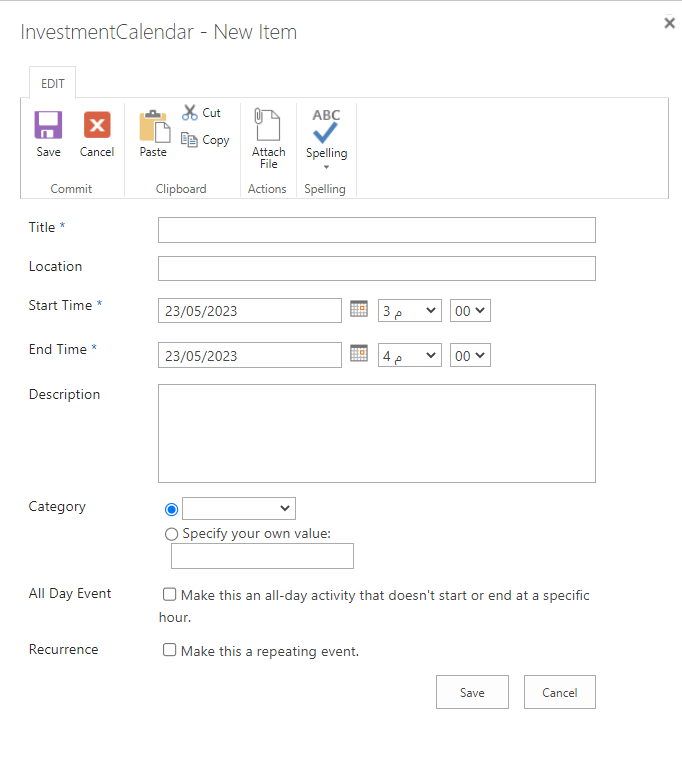 InvestmentCalendar - New Item
EDIT
Save
Cancel
Paste
Cut
Copy
Attach
File
ABC
Spelling
Commit
Clipboard
Actions
Spelling
Title *
Location
Start Time *
23/05/2023
3 م
00
End Time *
23/05/2023
4 م
00
Description
Category
Specify your own value:
All Day Event
Make this an all-day activity that doesn't start or end at a specific
hour.
Recurrence
Make this a repeating event.
Save
Cancel